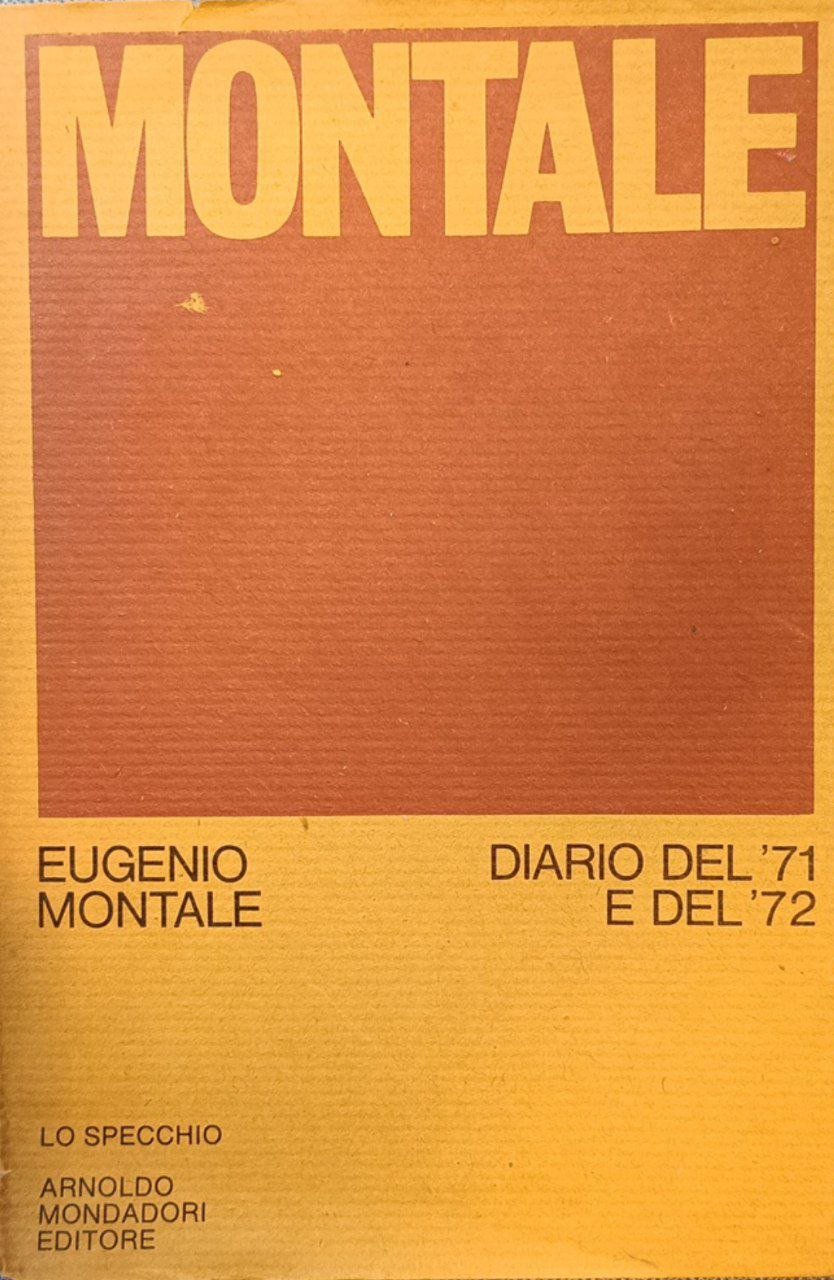 MONTALE
EUGENIO
MONTALE
DIARIO DEL '71
E DEL '72
LO SPECCHIO
ARNOLDO
MONDADORI
EDITORE